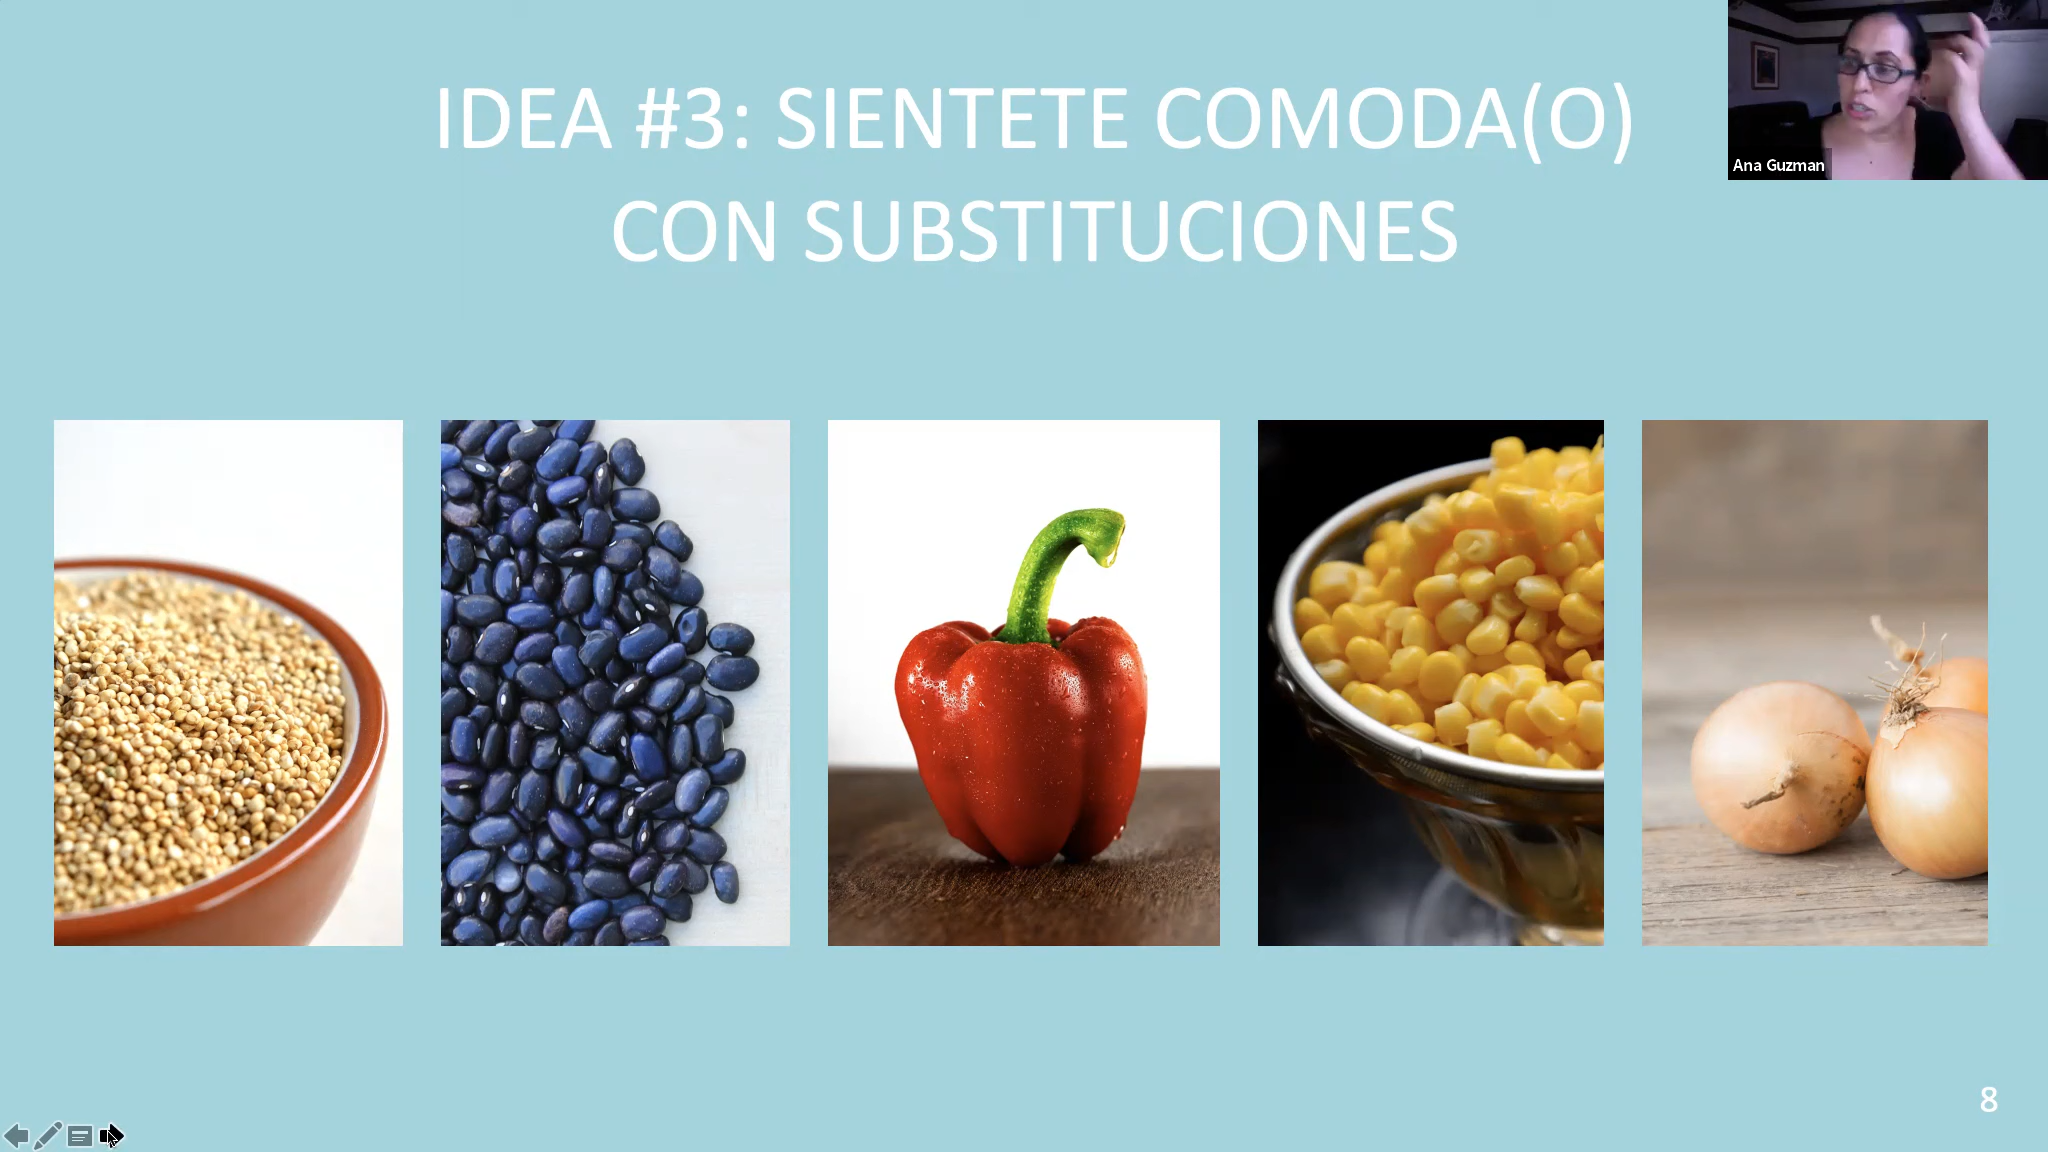 IDEA #3: SIENTETE COMODA(O)
CON SUBSTITUCIONES
Ana Guzman
8